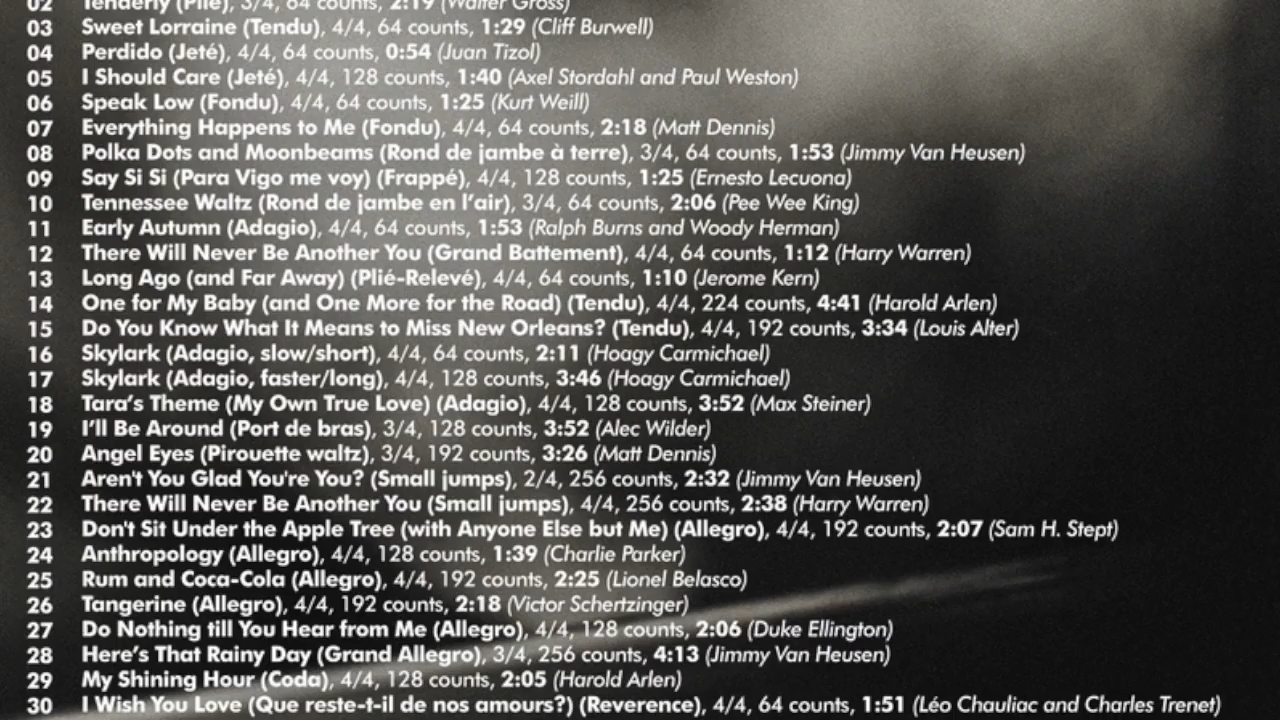 02 Tenderly (Plié), 3/4, 64 counts, 2:19 (Walter Gross)
03 Sweet Lorraine (Tendu), 4/4, 64 counts, 1:29 (Cliff Burwell)
04 Perdido (Jeté), 4/4, 64 counts, 0:54 (Juan Tizol)
05 I Should Care (Jeté), 4/4, 128 counts, 1:40 (Axel Stordahl and Paul Weston)
06 Speak Low (Fondu), 4/4, 64 counts, 1:25 (Kurt Weill)
07 Everything Happens to Me (Fondu), 4/4, 64 counts, 2:18 (Matt Dennis)
08 Polka Dots and Moonbeams (Rond de jambe à terre), 3/4, 64 counts, 1:53 (Jimmy Van Heusen)
09 Say Si Si (Para Vigo me voy) (Frappé), 4/4, 128 counts, 1:25 (Ernesto Lecuona)
10 Tennessee Waltz (Rond de jambe en l’air), 3/4, 64 counts, 2:06 (Pee Wee King)
11 Early Autumn (Adagio), 4/4, 64 counts, 1:53 (Ralph Burns and Woody Herman)
12 There Will Never Be Another You (Grand Battement), 4/4, 64 counts, 1:12 (Harry Warren)
13 Long Ago (and Far Away) (Plié-Relevé), 4/4, 64 counts, 1:10 (Jerome Kern)
14 One for My Baby (and One More for the Road) (Tendu), 4/4, 224 counts, 4:41 (Harold Arlen)
15 Do You Know What It Means to Miss New Orleans? (Tendu), 4/4, 192 counts, 3:34 (Louis Alter)
16 Skylark (Adagio, slow/short), 4/4, 64 counts, 2:11 (Hoagy Carmichael)
17 Skylark (Adagio, faster/long), 4/4, 128 counts, 3:46 (Hoagy Carmichael)
18 Tara’s Theme (My Own True Love) (Adagio), 4/4, 128 counts, 3:52 (Max Steiner)
19 I’ll Be Around (Port de bras), 3/4, 128 counts, 3:52 (Alec Wilder)
20 Angel Eyes (Pirouette waltz), 3/4, 192 counts, 3:26 (Matt Dennis)
21 Aren't You Glad You're You? (Small jumps), 2/4, 256 counts, 2:32 (Jimmy Van Heusen)
22 There Will Never Be Another You (Small jumps), 4/4, 256 counts, 2:38 (Harry Warren)
23 Don't Sit Under the Apple Tree (with Anyone Else but Me) (Allegro), 4/4, 192 counts, 2:07 (Sam H. Stept)
24 Anthropology (Allegro), 4/4, 128 counts, 1:39 (Charlie Parker)
25 Rum and Coca-Cola (Allegro), 4/4, 192 counts, 2:25 (Lionel Belasco)
26 Tangerine (Allegro), 4/4, 192 counts, 2:18 (Victor Schertzinger)
27 Do Nothing till You Hear from Me (Allegro), 4/4, 128 counts, 2:06 (Duke Ellington)
28 Here’s That Rainy Day (Grand Allegro), 3/4, 256 counts, 4:13 (Jimmy Van Heusen)
29 My Shining Hour (Coda), 4/4, 128 counts, 2:05 (Harold Arlen)
30 I Wish You Love (Que reste-t-il de nos amours?) (Reverence), 4/4, 64 counts, 1:51 (Léo Chauliac and Charles Trenet)